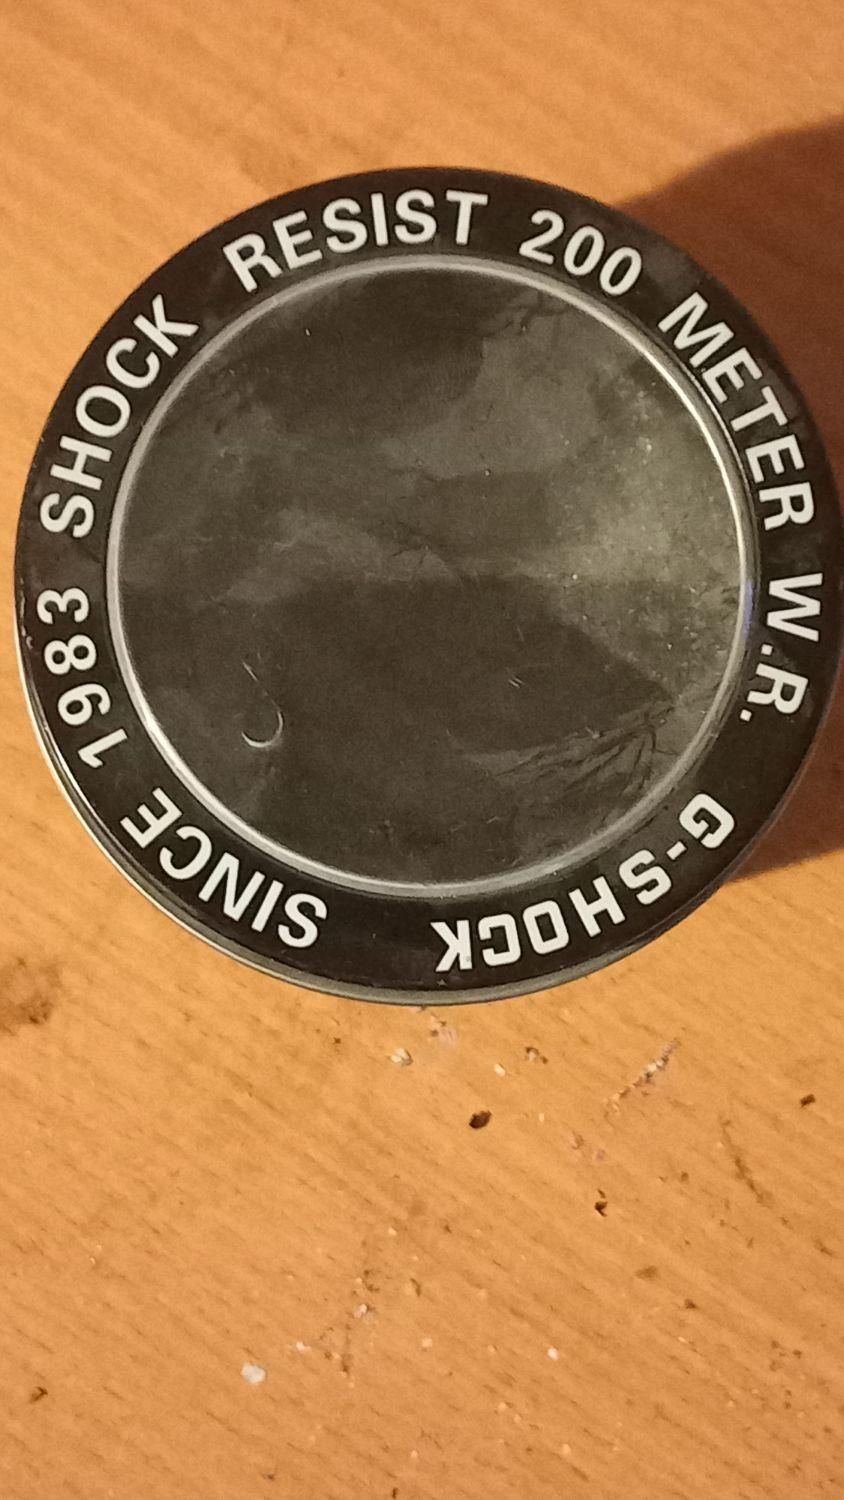 SHOCK RESIST 200 METER W.R.
G-SHOCK SINCE 1983